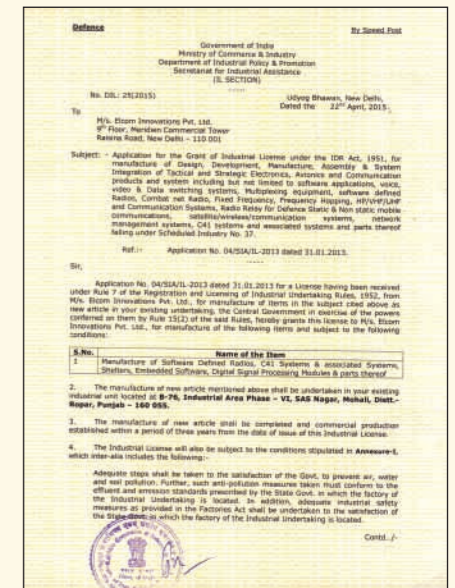 Defence
By Speed Post
Government of India
Ministry of Commerce & Industry
Department of Industrial Policy & Promotion
Secretariat for Industrial Assistance
(IL SECTION)
No. DIL: 25(2015)
Udyog Bhawan, New Delhi,
Dated the 22nd April, 2015.
To
M/s. Elcom Innovations Pvt. Ltd.
9th Floor, Meridien Commercial Tower
Raisina Road, New Delhi – 110 001
Subject: - Application for the Grant of Industrial License under the IDR Act, 1951, for
manufacture of Design, Development, Manufacture, Assembly & System
Integration of Tactical and Strategic Electronics, Avionics and Communication
products and system including but not limited to software applications, voice,
video & Data switching systems, Multiplexing equipment, software defined
Radios, Combat net Radio, Fixed Frequency, Frequency Hopping, HF/VHF/UHF
and Communication Systems, Radio Relay for Defence Static & Non static mobile
communications, satellite/wireless/communication systems, network
management systems, C4I systems and associated systems and parts thereof
falling under Scheduled Industry No. 37.
Ref.:- Application No. 04/SIA/IL-2013 dated 31.01.2013.
Sir,
Application No. 04/SIA/IL-2013 dated 31.01.2013 for a License having been received
under Rule 7 of the Registration and Licensing of Industrial Undertaking Rules, 1952, from
M/s. Elcom Innovations Pvt. Ltd., for manufacture of items in the subject cited above as
new article in your existing undertaking, the Central Government in exercise of the powers
conferred on them by Rule 15(2) of the said Rules, hereby grants this license to M/s. Elcom
Innovations Pvt. Ltd., for manufacture of the following items and subject to the following
conditions:
S.No. Name of the Item
1 Manufacture of Software Defined Radios, C4I Systems & associated Systems,
Shelters, Embedded Software, Digital Signal Processing Modules & parts thereof
2. The manufacture of new article mentioned above shall be undertaken in your existing
industrial unit located at B-76, Industrial Area Phase – VI, SAS Nagar, Mohali, Distt.-
Ropar, Punjab – 160 055.
3. The manufacture of new article shall be completed and commercial production
established within a period of three years from the date of issue of this Industrial License.
4. The Industrial License will also be subject to the conditions stipulated in Annexure-I,
which inter-alia includes the following:-
Adequate steps shall be taken to the satisfaction of the Govt. to prevent air, water
and soil pollution. Further, such anti-pollution measures taken must conform to the
effluent and emission standards prescribed by the State Govt. in which the factory of
the Industrial Undertaking is located. In addition, adequate industrial safety
measures as provided in the Factories Act shall be undertaken to the satisfaction of
the State Govt. in which the factory of the Industrial Undertaking is located.
Contd../-